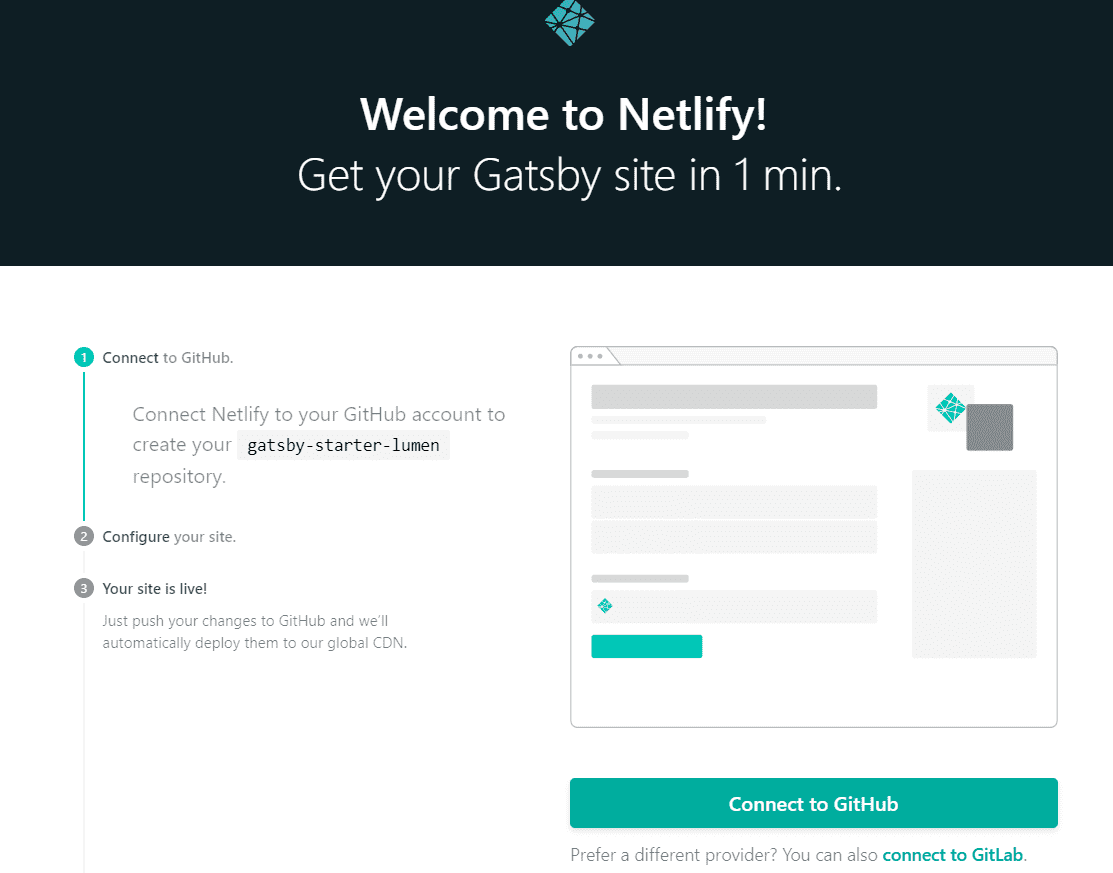 Welcome to Netlify!
Get your Gatsby site in 1 min.
1 Connect to GitHub.
Connect Netlify to your GitHub account to
create your gatsby-starter-lumen
repository.
2 Configure your site.
3 Your site is live!
Just push your changes to GitHub and we'll
automatically deploy them to our global CDN.
Connect to GitHub
Prefer a different provider? You can also connect to GitLab.